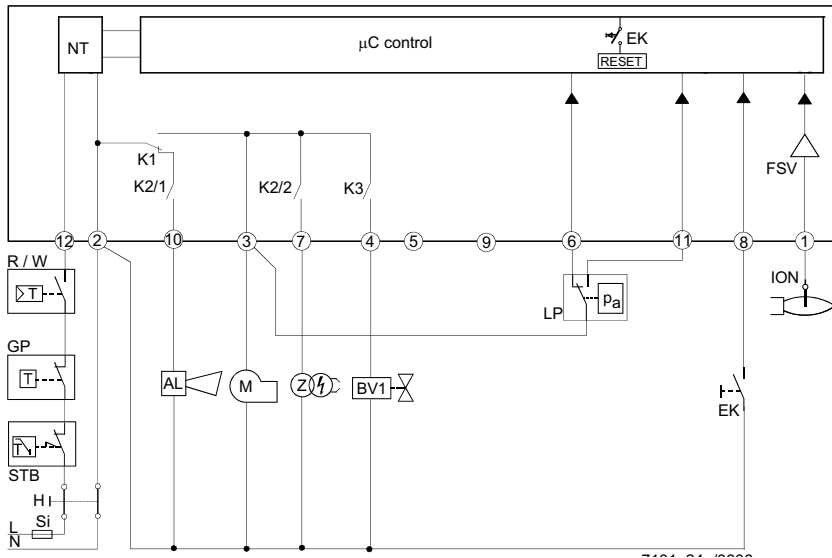 NT
µC control
EK
RESET
K1
K2/1
K2/2
K3
FSV
12
2
10
3
7
4
5
9
6
11
8
1
R / W
T
LP
pa
ION
GP
T
AL
M
Z
BV1
EK
T
STB
H
Si
L
N